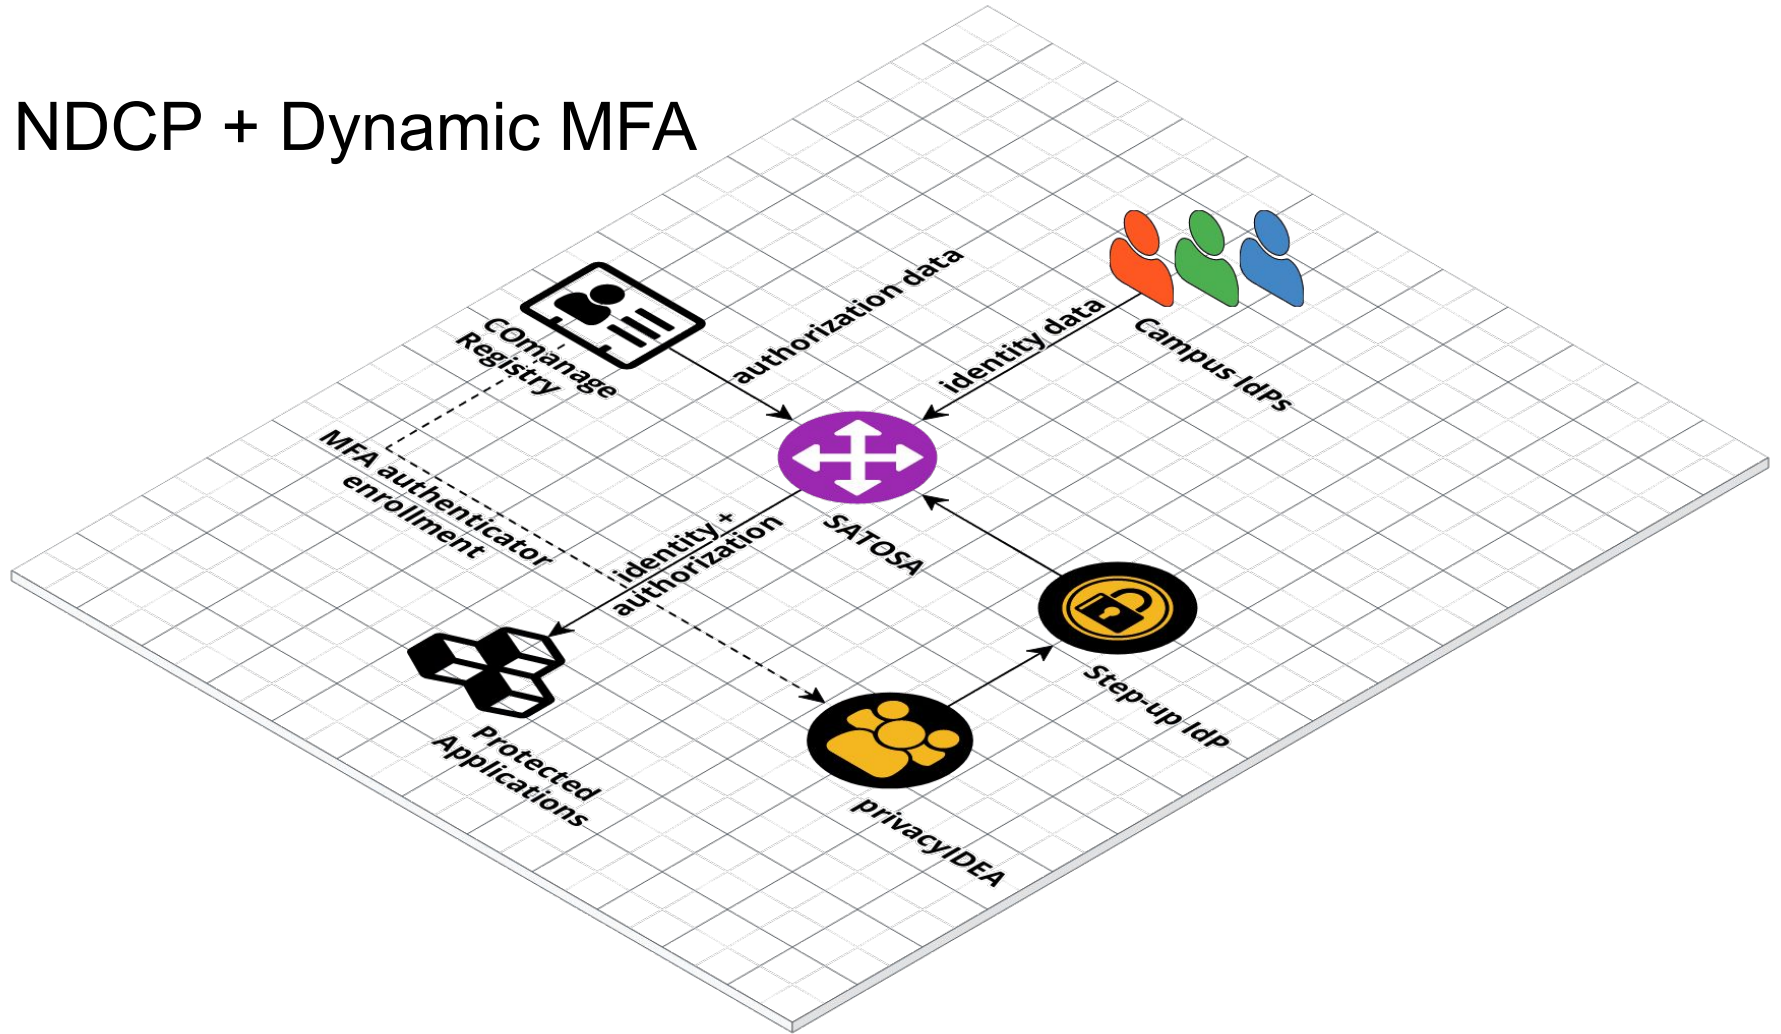 NDCP + Dynamic MFA
authorization data
identity data
Campus IdPs
COmanage
Registry
MFA authenticator
enrollment
identity +
authorization
SATOSA
Step-up IdP
Protected
Applications
privacyIDEA